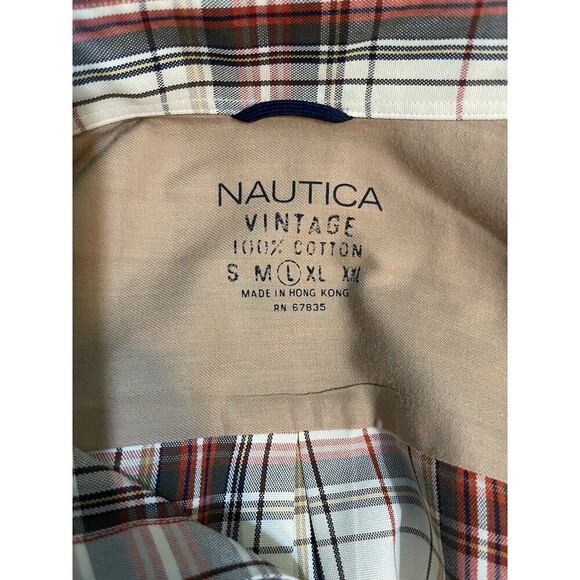 NAUTICA
VINTAGE
100% COTTON
S M L XL XXL
MADE IN HONG KONG
RN 67835